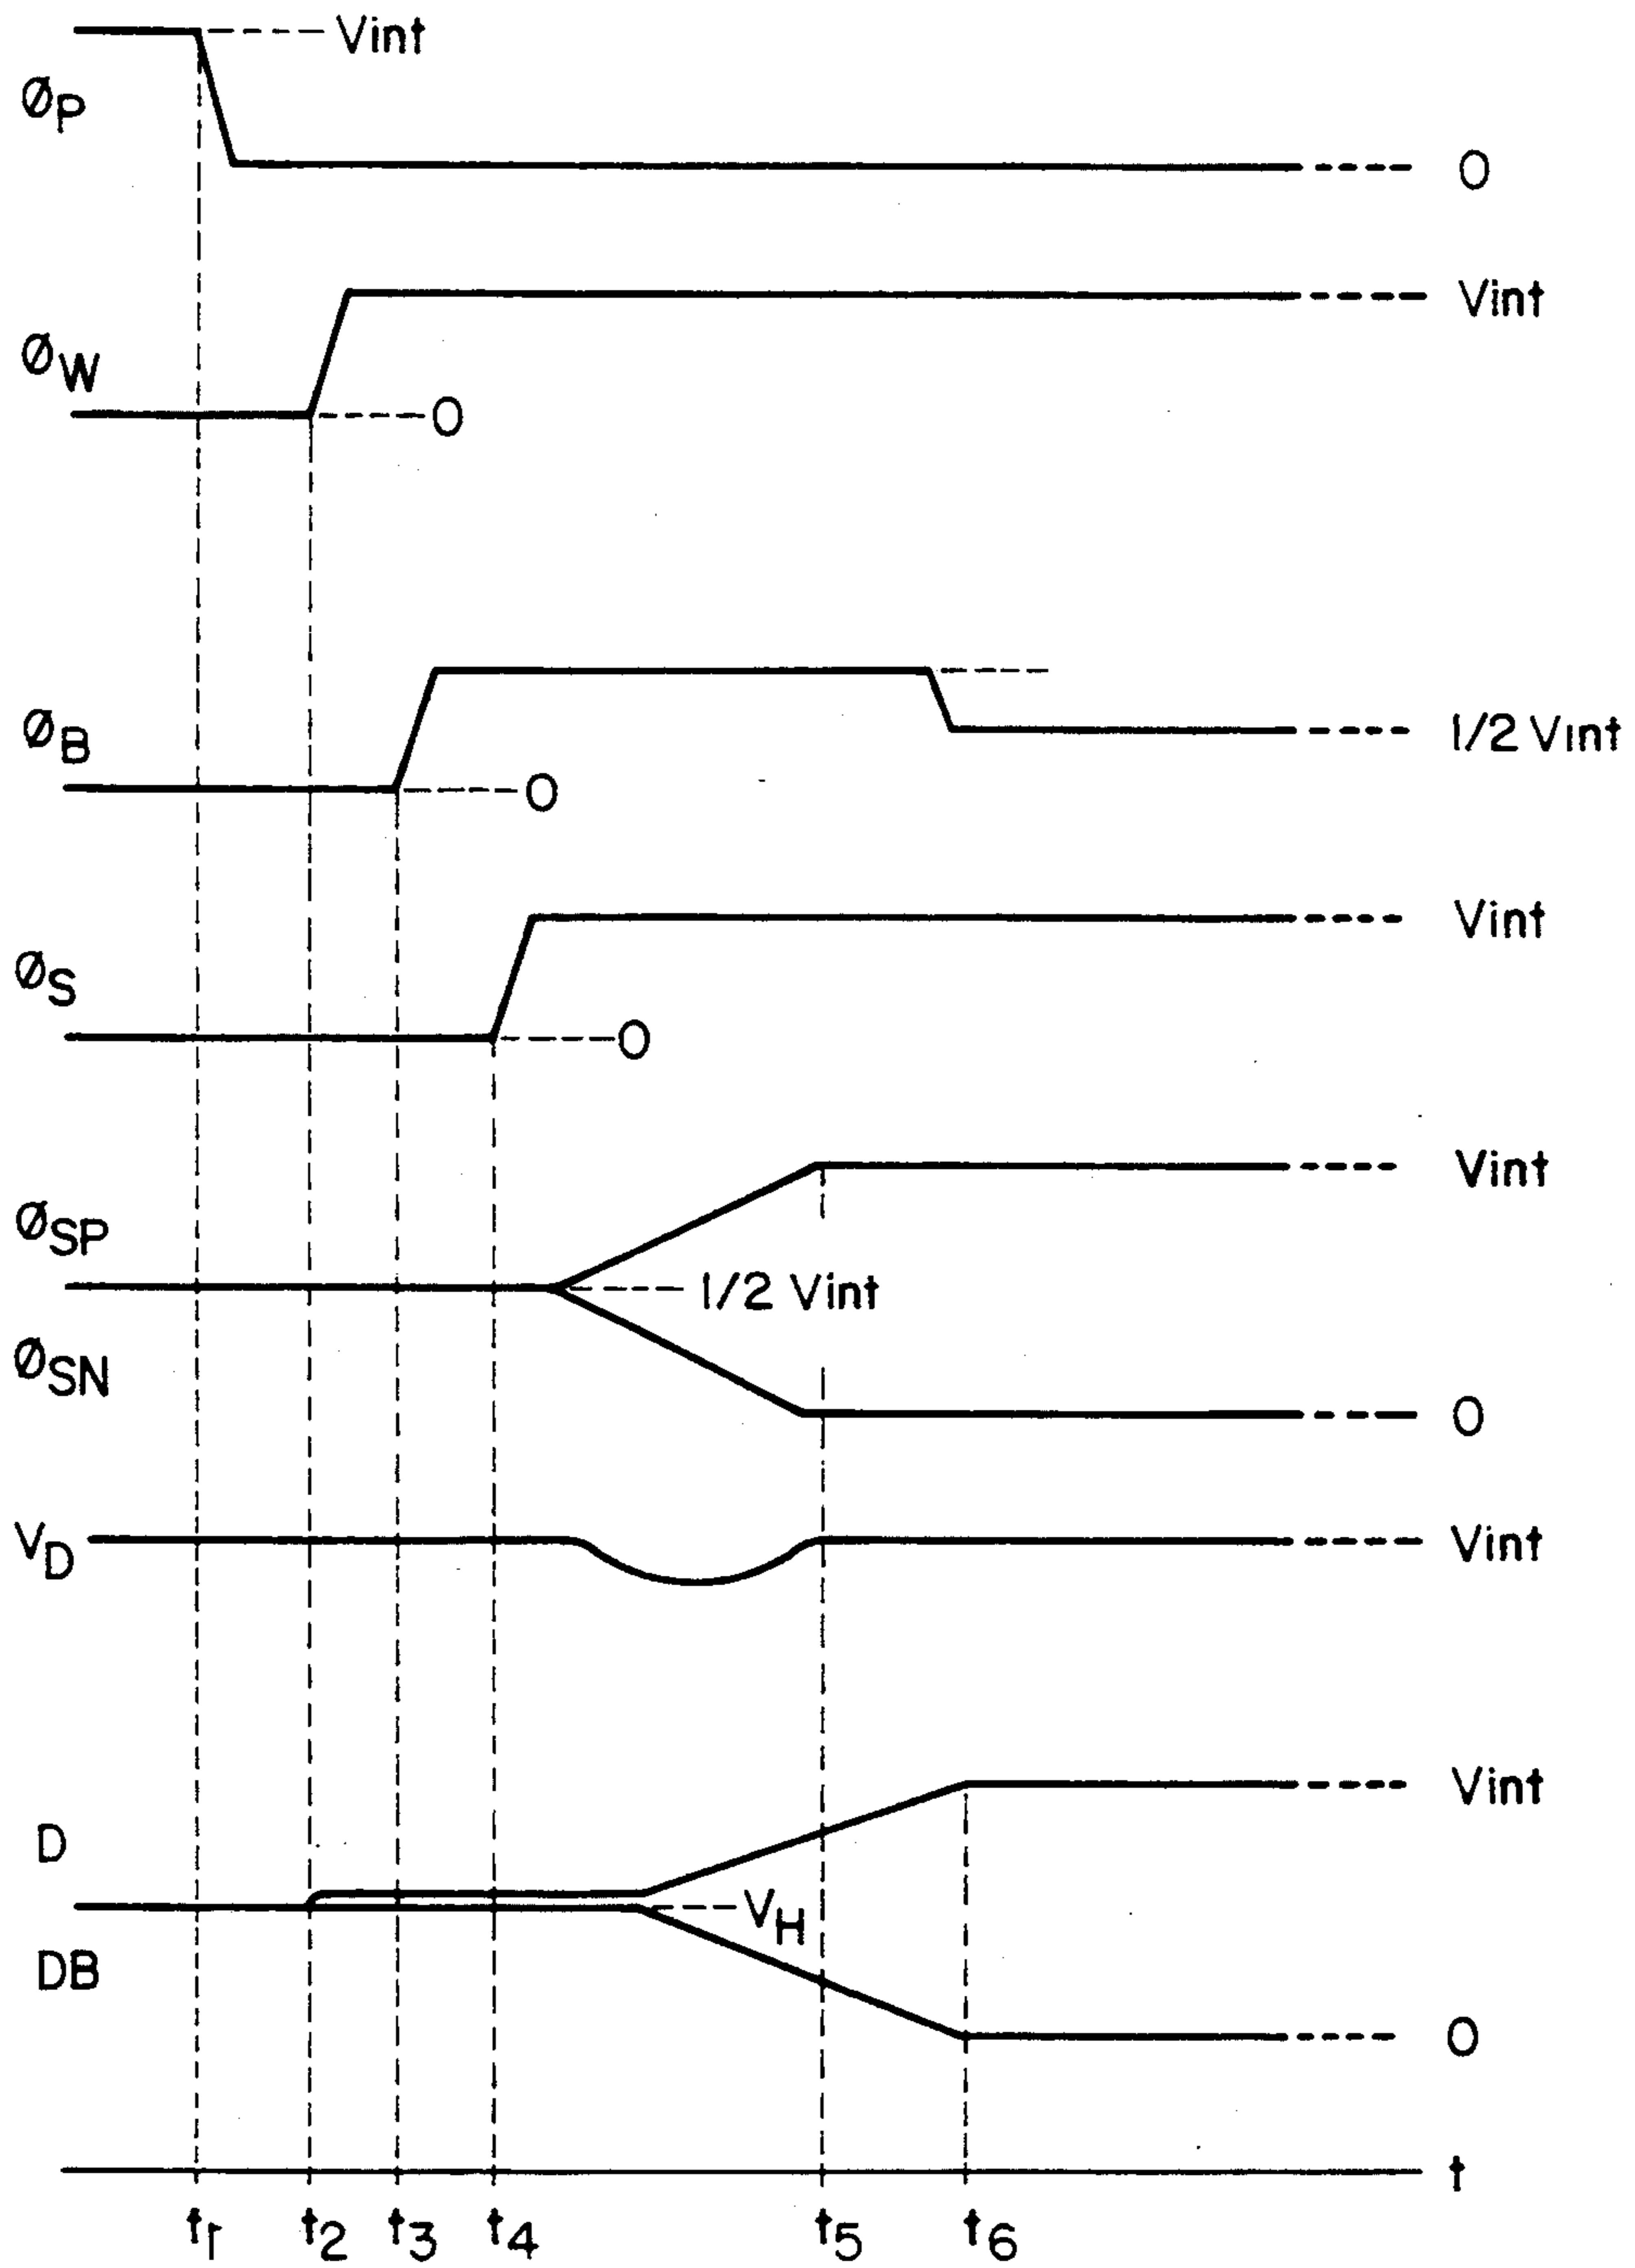 Vint
ØP
0
Vint
ØW
0
ØB
1/2 Vint
0
Vint
ØS
0
Vint
ØSP
1/2 Vint
ØSN
0
VD
Vint
Vint
D
VH
DB
0
t
t1 t2 t3 t4 t5 t6